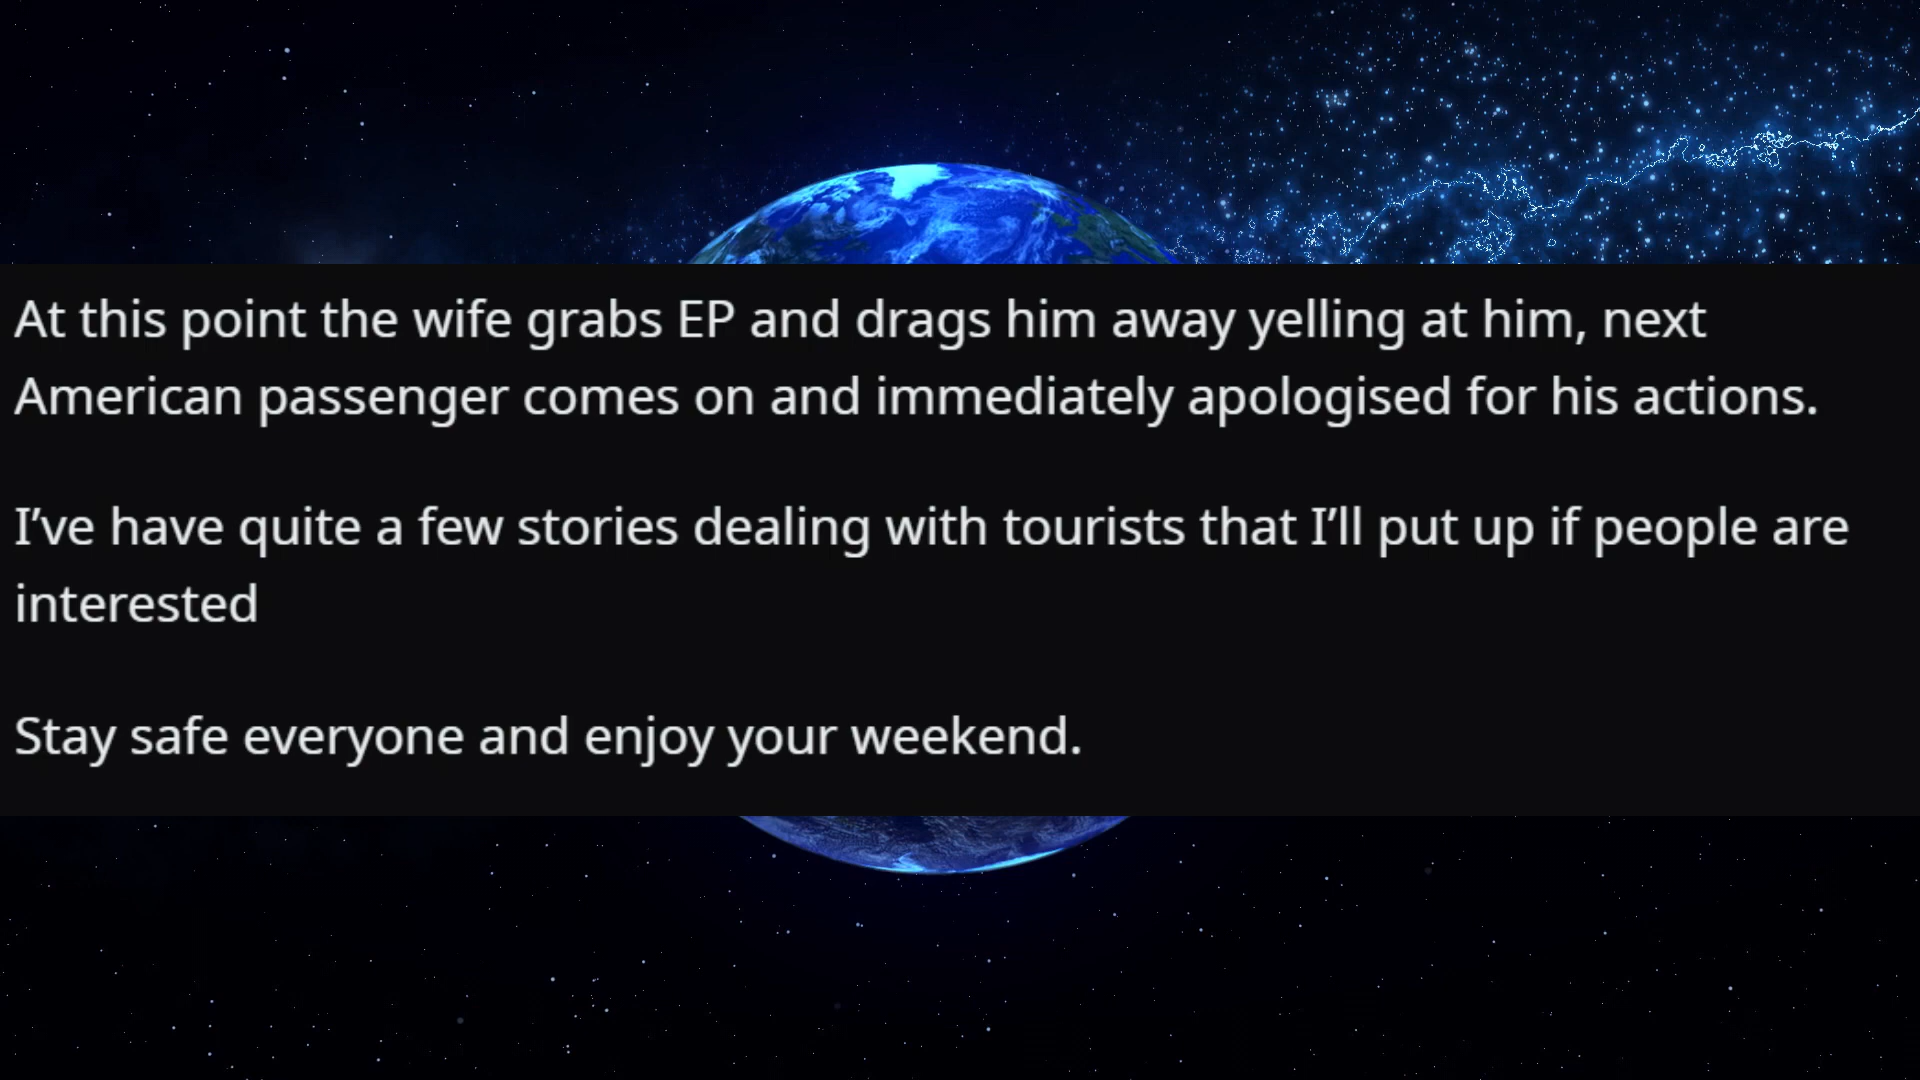 At this point the wife grabs EP and drags him away yelling at him, next
American passenger comes on and immediately apologised for his actions.
I’ve have quite a few stories dealing with tourists that I’ll put up if people are
interested
Stay safe everyone and enjoy your weekend.